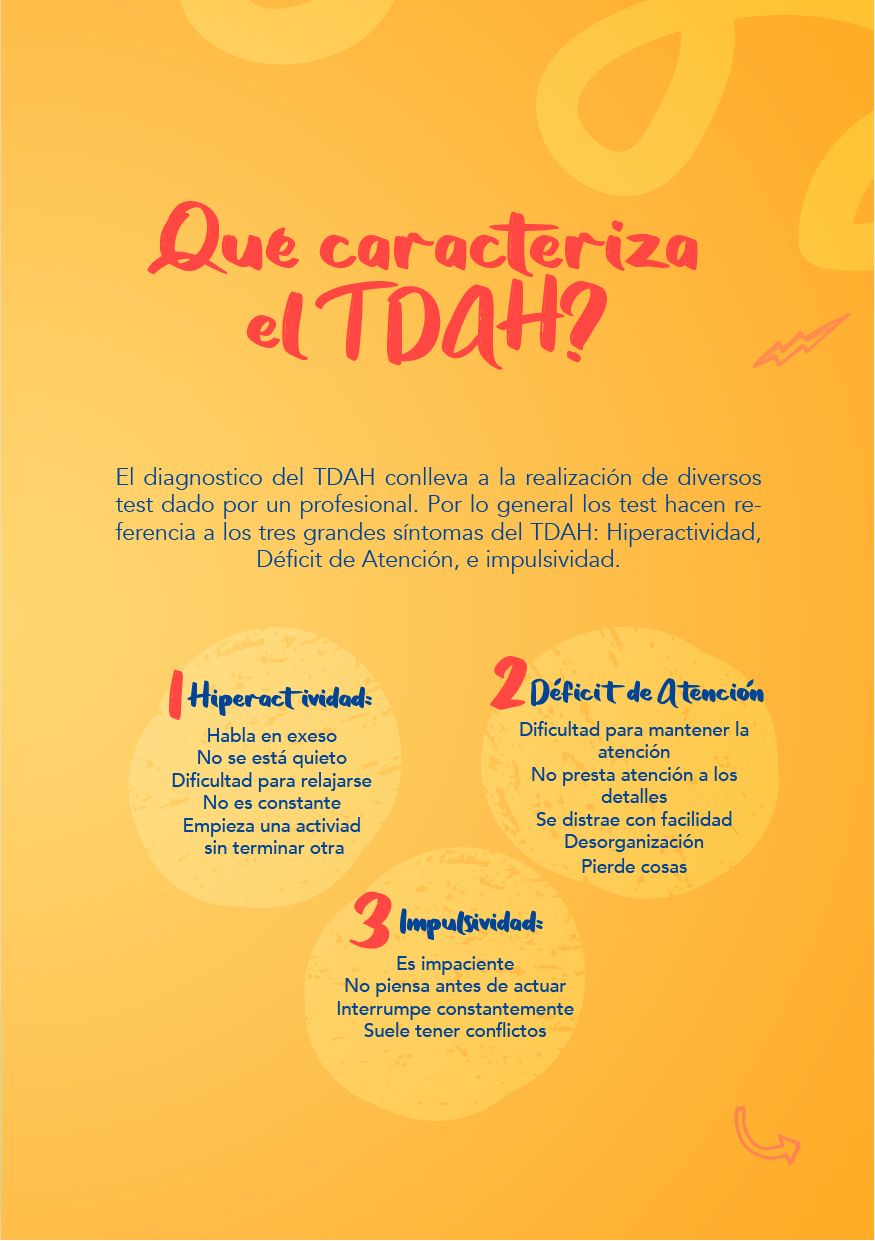 Que caracteriza
el TDAH?
El diagnostico del TDAH conlleva a la realización de diversos
test dado por un profesional. Por lo general los test hacen re-
ferencia a los tres grandes síntomas del TDAH: Hiperactividad,
Déficit de Atención, e impulsividad.
1 Hiperactividad:
Habla en exeso
No se está quieto
Dificultad para relajarse
No es constante
Empieza una activiad
sin terminar otra
2 Déficit de Atención
Dificultad para mantener la
atención
No presta atención a los
detalles
Se distrae con facilidad
Desorganización
Pierde cosas
3 Impulsividad:
Es impaciente
No piensa antes de actuar
Interrumpe constantemente
Suele tener conflictos